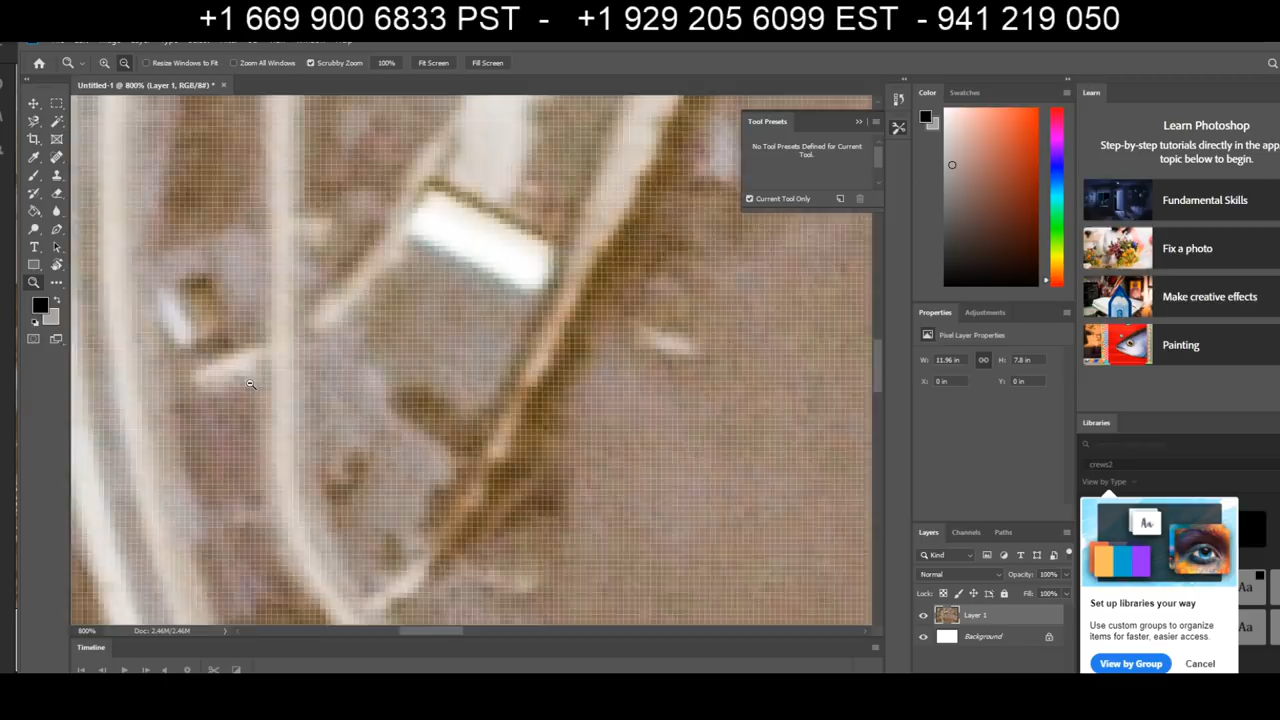 +1 669 900 6833 PST - +1 929 205 6099 EST - 941 219 050
Resize Windows to Fit
Zoom All Windows
Scrubby Zoom
100%
Fit Screen
Fill Screen
Untitled-1 @ 800% (Layer 1, RGB/8#) *
Tool Presets
No Tool Presets Defined for Current
Tool.
Current Tool Only
Color
Swatches
Properties
Adjustments
Pixel Layer Properties
W: 11.96 in
H: 7.8 in
X: 0 in
Y: 0 in
Layers
Channels
Paths
Kind
Normal
Opacity: 100%
Lock:
Fill: 100%
Layer 1
Background
Learn
Learn Photoshop
Step-by-step tutorials directly in the app
topic below to begin.
Fundamental Skills
Fix a photo
Make creative effects
Painting
Libraries
crews2
View by Type
Aa
Aa
Aa
Set up libraries your way
Use custom groups to organize
items for faster, easier access.
View by Group
Cancel
800%
Doc: 2.46M/2.46M
Timeline